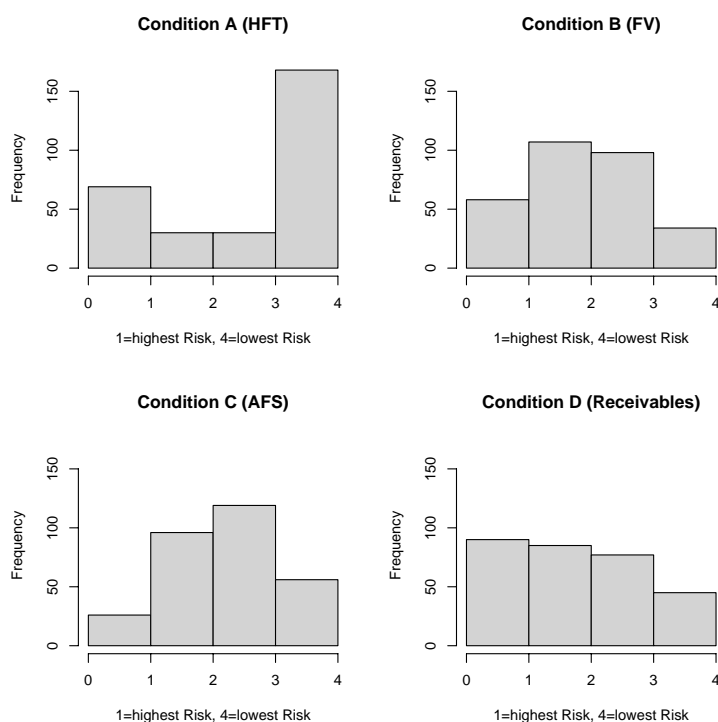 Condition A (HFT)
Frequency
150
100
50
0
0 1 2 3 4
1=highest Risk, 4=lowest Risk
Condition B (FV)
Frequency
150
100
50
0
0 1 2 3 4
1=highest Risk, 4=lowest Risk
Condition C (AFS)
Frequency
150
100
50
0
0 1 2 3 4
1=highest Risk, 4=lowest Risk
Condition D (Receivables)
Frequency
150
100
50
0
0 1 2 3 4
1=highest Risk, 4=lowest Risk